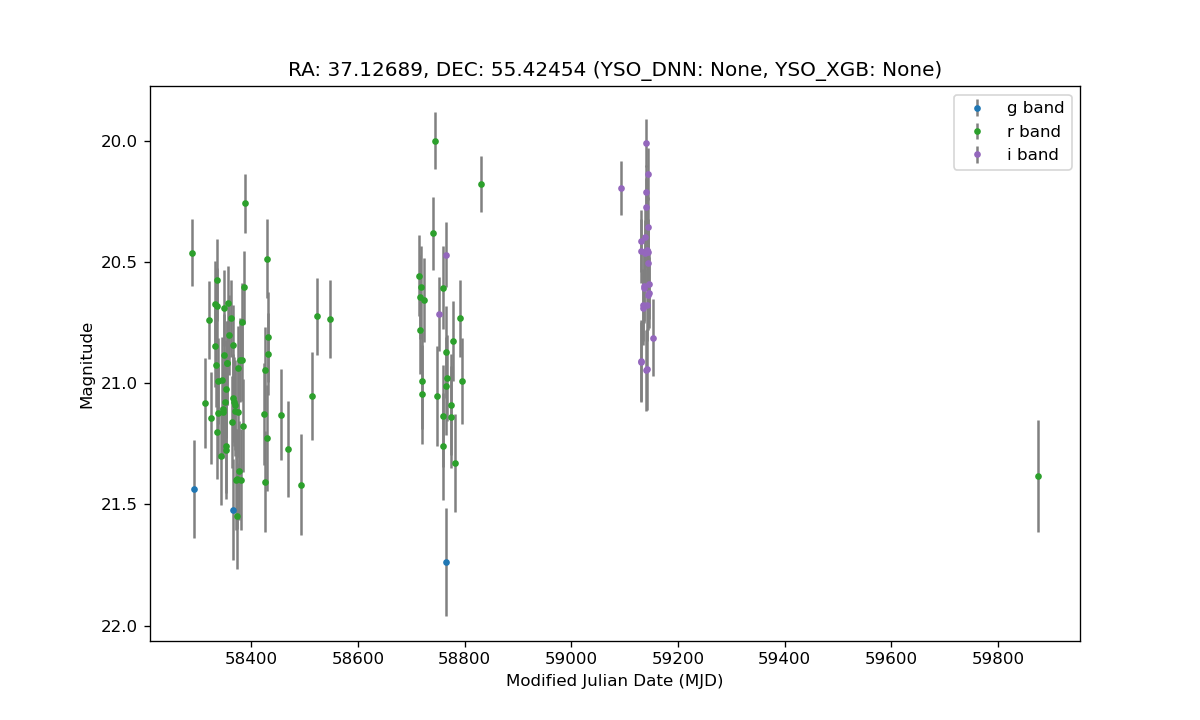 RA: 37.12689, DEC: 55.42454 (YSO_DNN: None, YSO_XGB: None)
g band
r band
i band
Magnitude
20.0
20.5
21.0
21.5
22.0
58400 58600 58800 59000 59200 59400 59600 59800
Modified Julian Date (MJD)